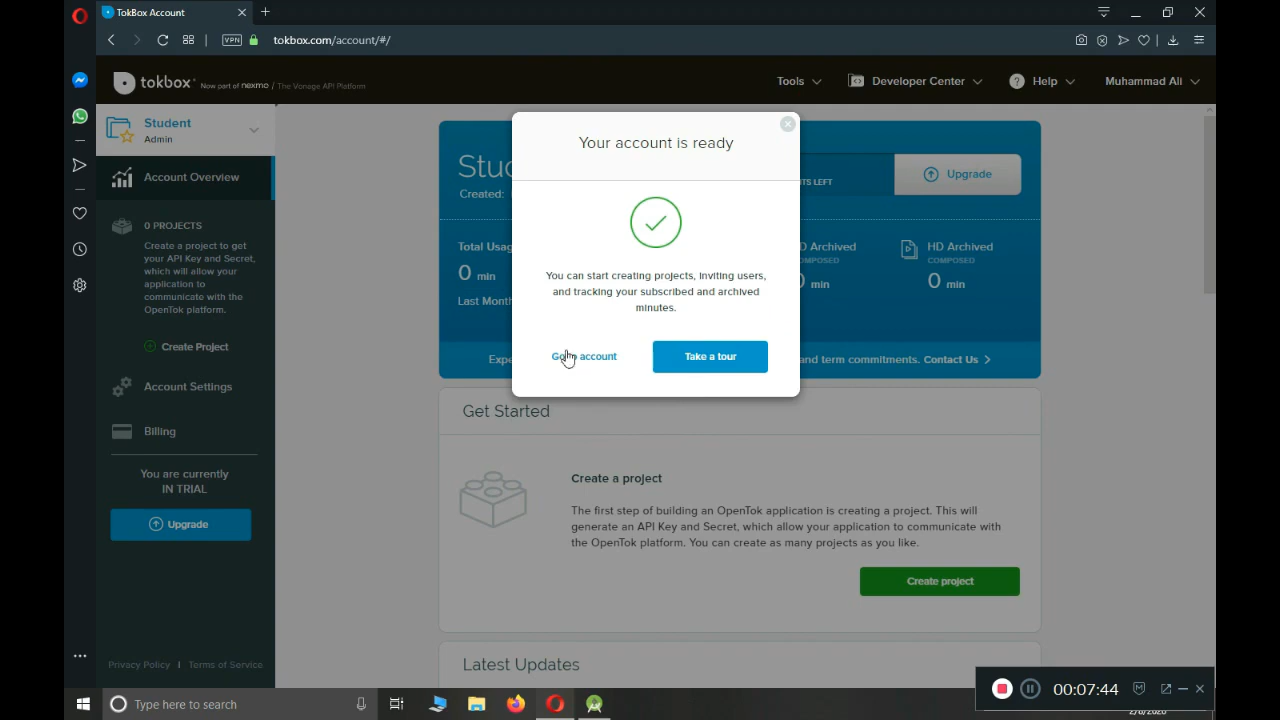 TokBox Account
VPN
tokbox.com/account/#/
tokbox
Now part of nexmo / The Vonage API Platform
Tools
Developer Center
Help
Muhammad Ali
Student
Admin
Account Overview
0 PROJECTS
Create a project to get
your API Key and Secret,
which will allow your
application to
communicate with the
OpenTok platform.
Create Project
Account Settings
Billing
You are currently
IN TRIAL
Upgrade
Privacy Policy | Terms of Service
Created:
LEFT
Upgrade
Total
0 min
Last
Archived
min
HD Archived
COMPOSED
0 min
and term commitments. Contact Us
Your account is ready
You can start creating projects, inviting users,
and tracking your subscribed and archived
minutes.
account
Take a tour
Get Started
Create a project
The first step of building an OpenTok application is creating a project. This will
generate an API Key and Secret, which allow your application to communicate with
the OpenTok platform. You can create as many projects as you like.
Create project
Latest Updates
Type here to search
00:07:44